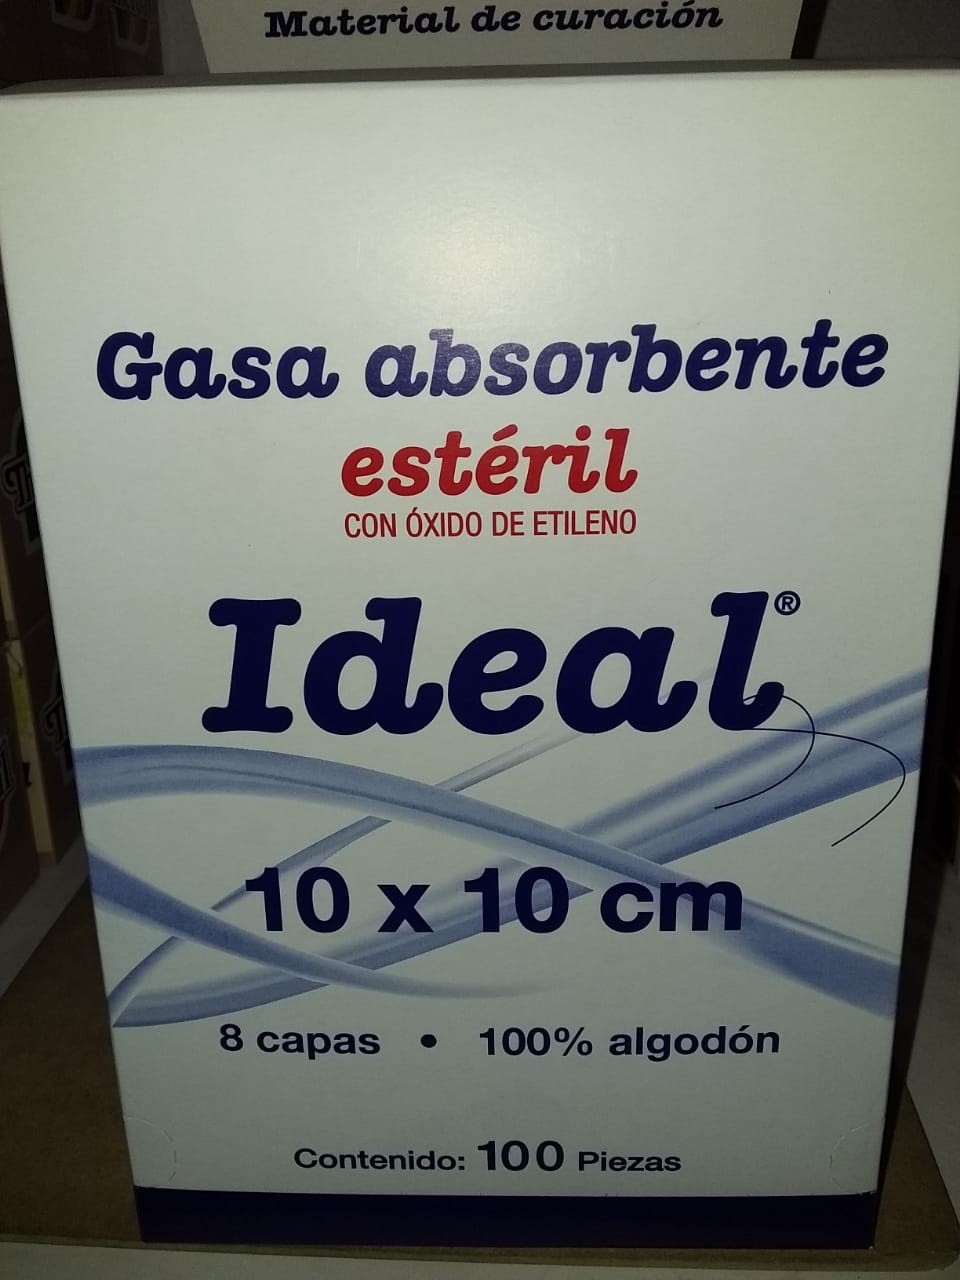 Material de curación
Gasa absorbente
estéril
CON ÓXIDO DE ETILENO
Ideal®
10 x 10 cm
8 capas • 100% algodón
Contenido: 100 Piezas